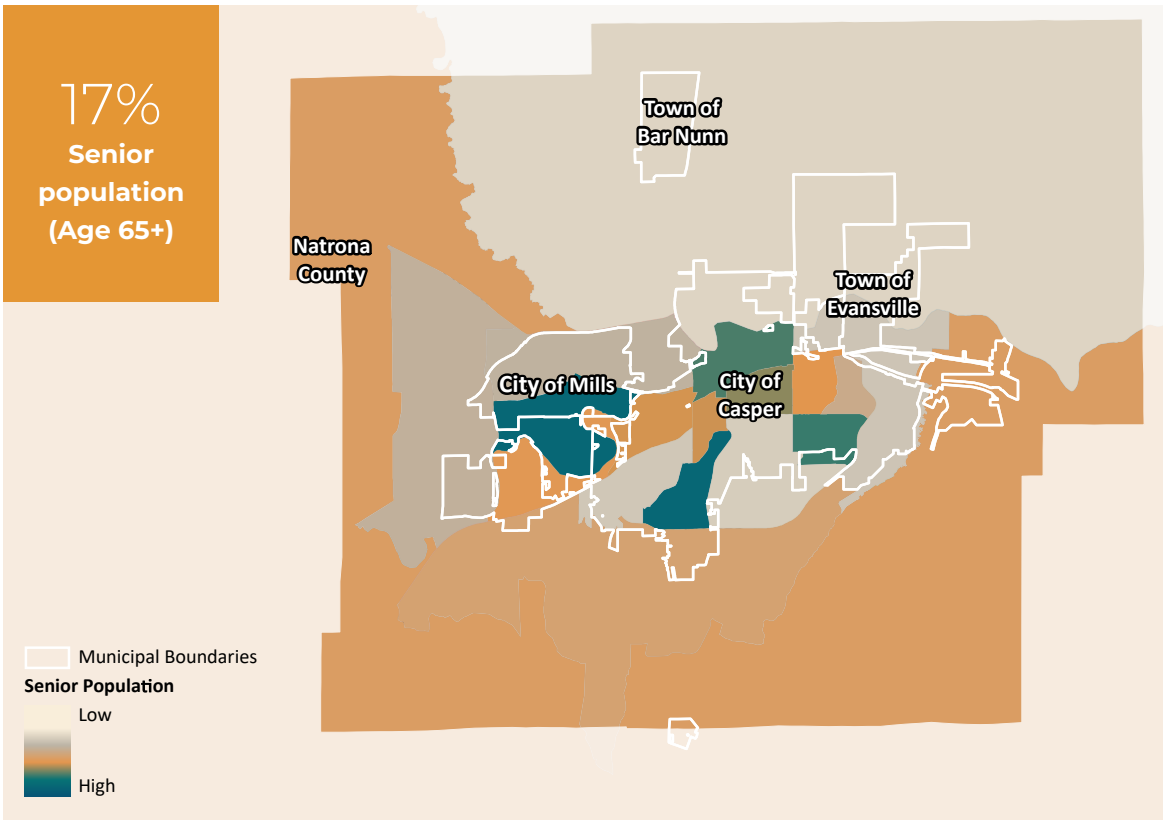 17%
Senior
population
(Age 65+)
Town of
Bar Nunn
Natrona
County
Town of
Evansville
City of Mills
City of
Casper
Municipal Boundaries
Senior Population
Low
High